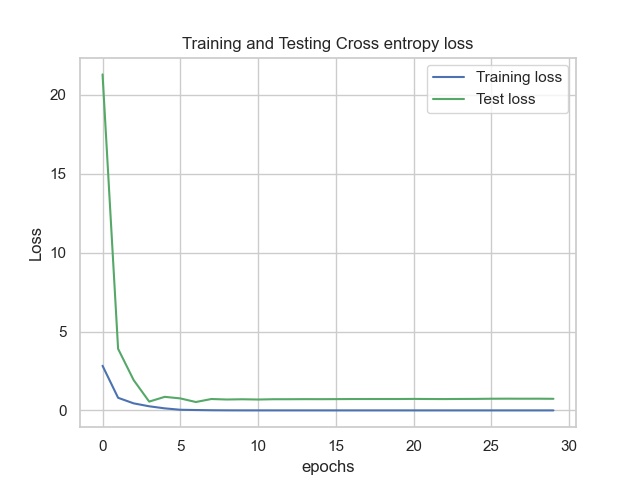 Training and Testing Cross entropy loss
Training loss
Test loss
20
15
10
5
0
Loss
0 5 10 15 20 25 30
epochs